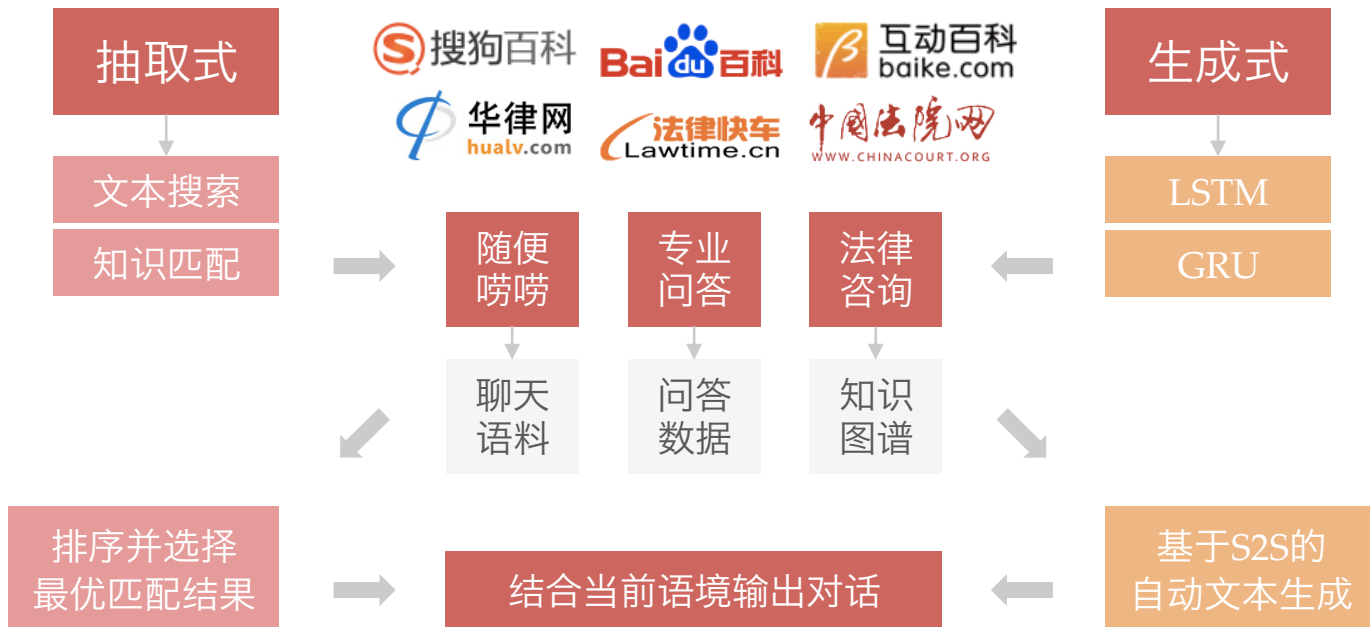 抽取式
搜狗百科
Bai du 百科
互动百科
baike.com
生成式
华律网
hualv.com
法律快车
Lawtime.cn
中国法院网
WWW.CHINACOURT.ORG
文本搜索
知识匹配
LSTM
GRU
随便
唠唠
专业
问答
法律
咨询
聊天
语料
问答
数据
知识
图谱
排序并选择
最优匹配结果
结合当前语境输出对话
基于S2S的
自动文本生成